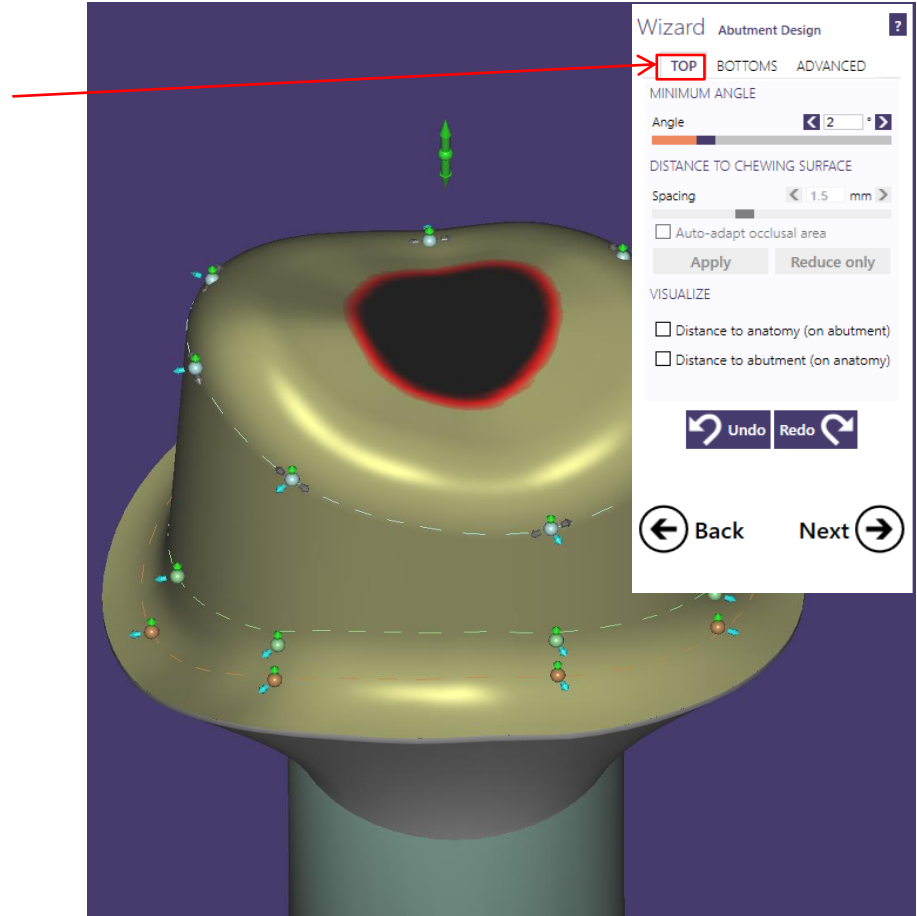 Wizard Abutment Design ?
TOP BOTTOMS ADVANCED
MINIMUM ANGLE
Angle 2 °
DISTANCE TO CHEWING SURFACE
Spacing 1.5 mm
Auto-adapt occlusal area
Apply Reduce only
VISUALIZE
Distance to anatomy (on abutment)
Distance to abutment (on anatomy)
Undo Redo
Back Next